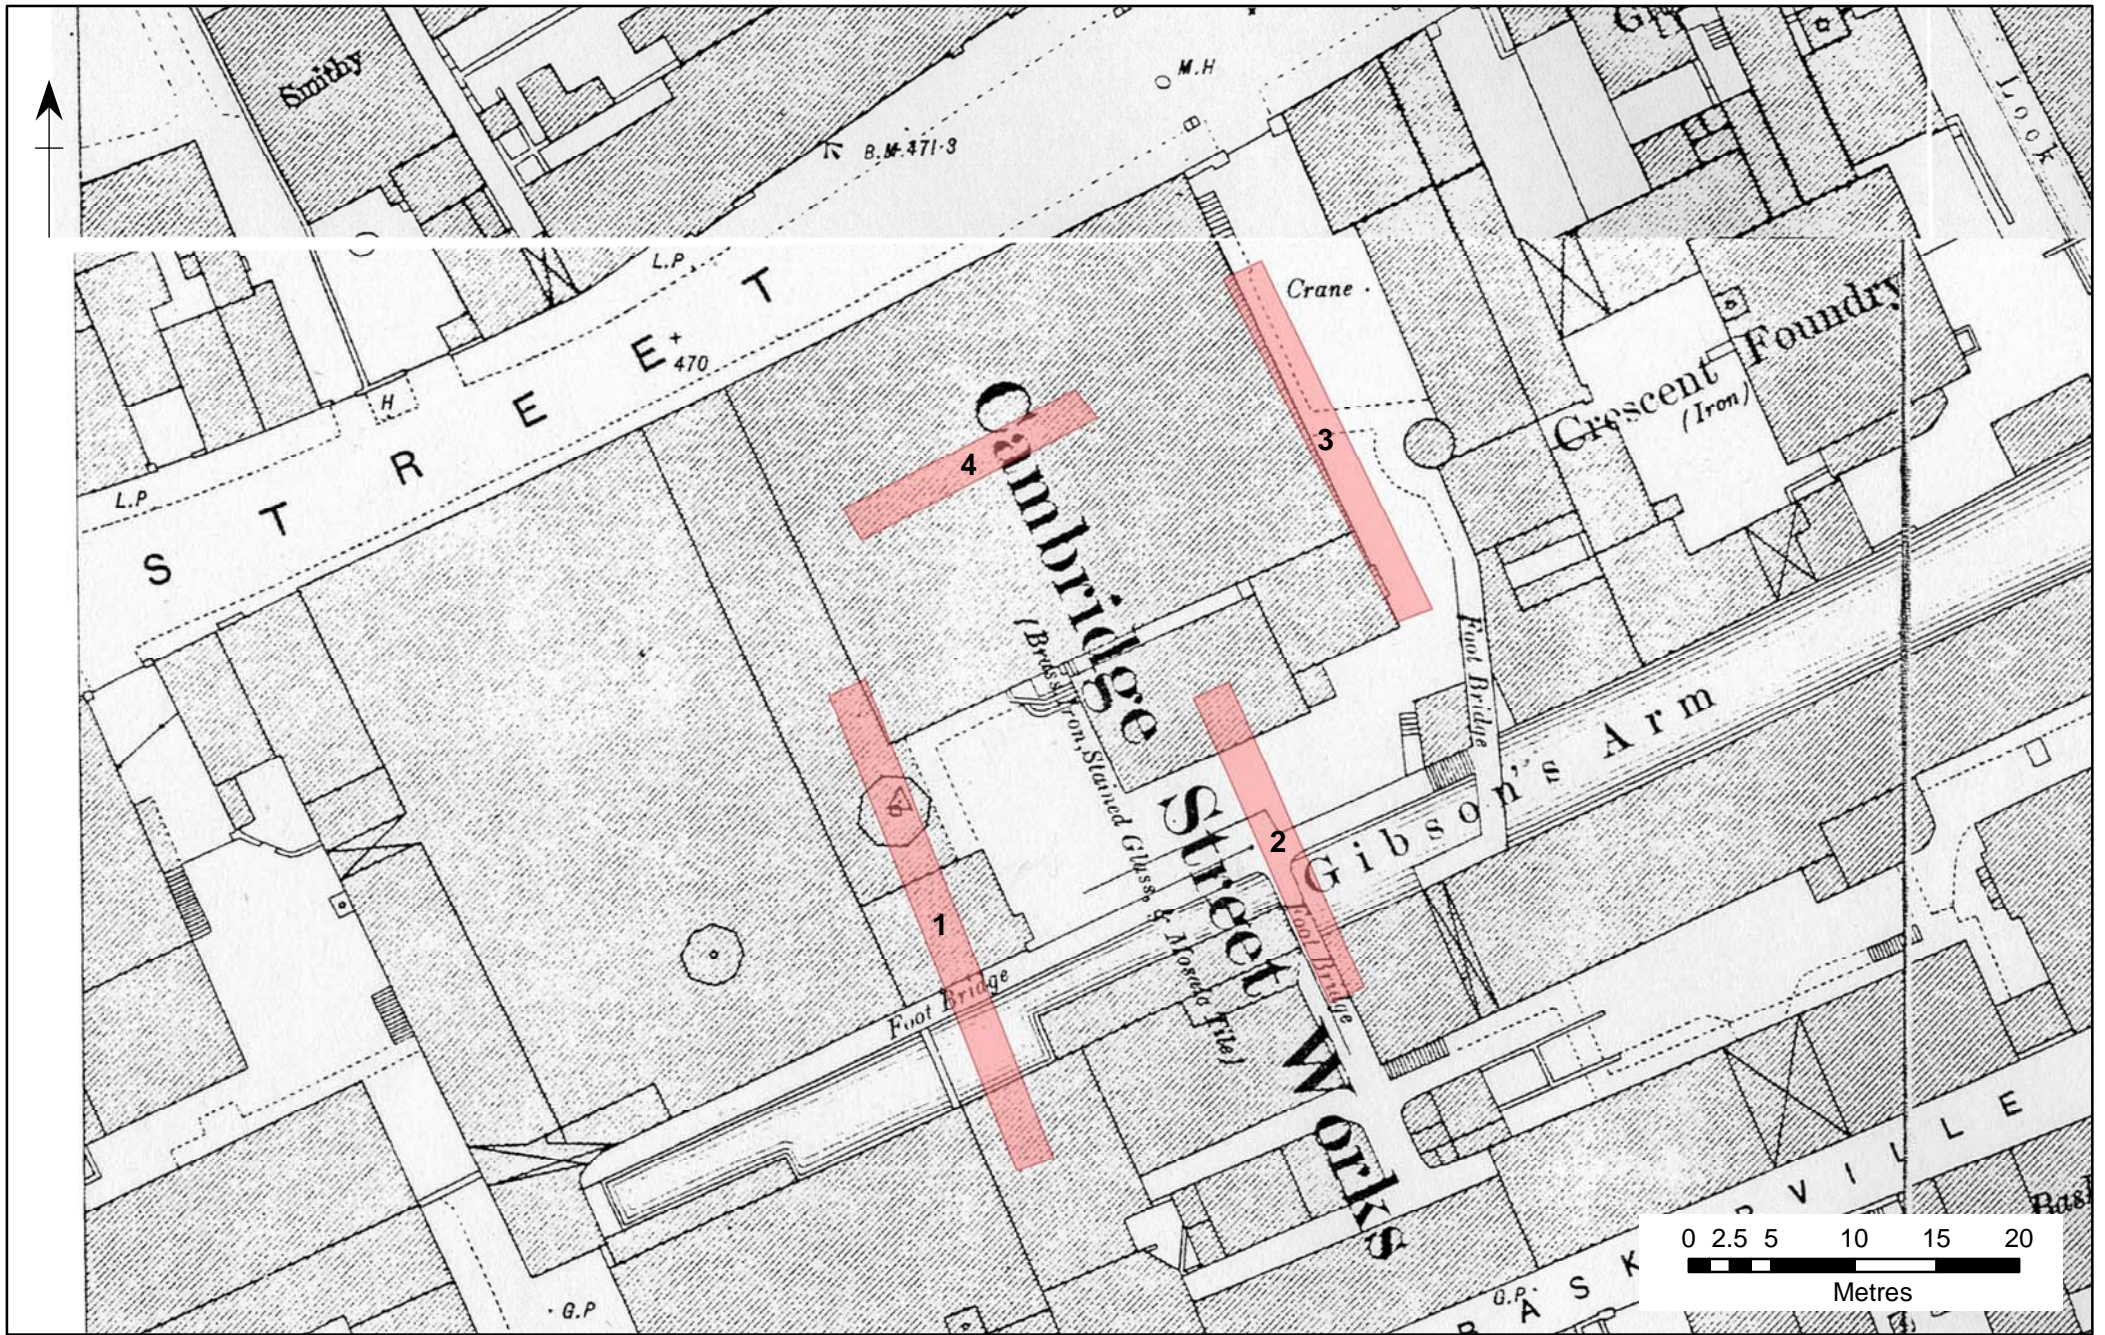 Smithy
M.H
B.M.471·3
Lock
L.P.
STREET
470
H
L.P
Crane
Crescent Foundry
(Iron)
3
4
Cambridge Street Works
(Brass, Iron, Stained Glass, & Mosaic Tile)
Foot Bridge
Gibson's Arm
2
1
Foot Bridge
Foot Bridge
G.P
G.P.
0 2.5 5 10 15 20
Metres